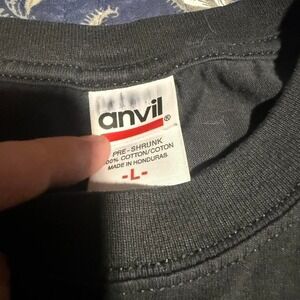 anvil®
PRE-SHRUNK
100% COTTON/COTON
MADE IN HONDURAS
-L-